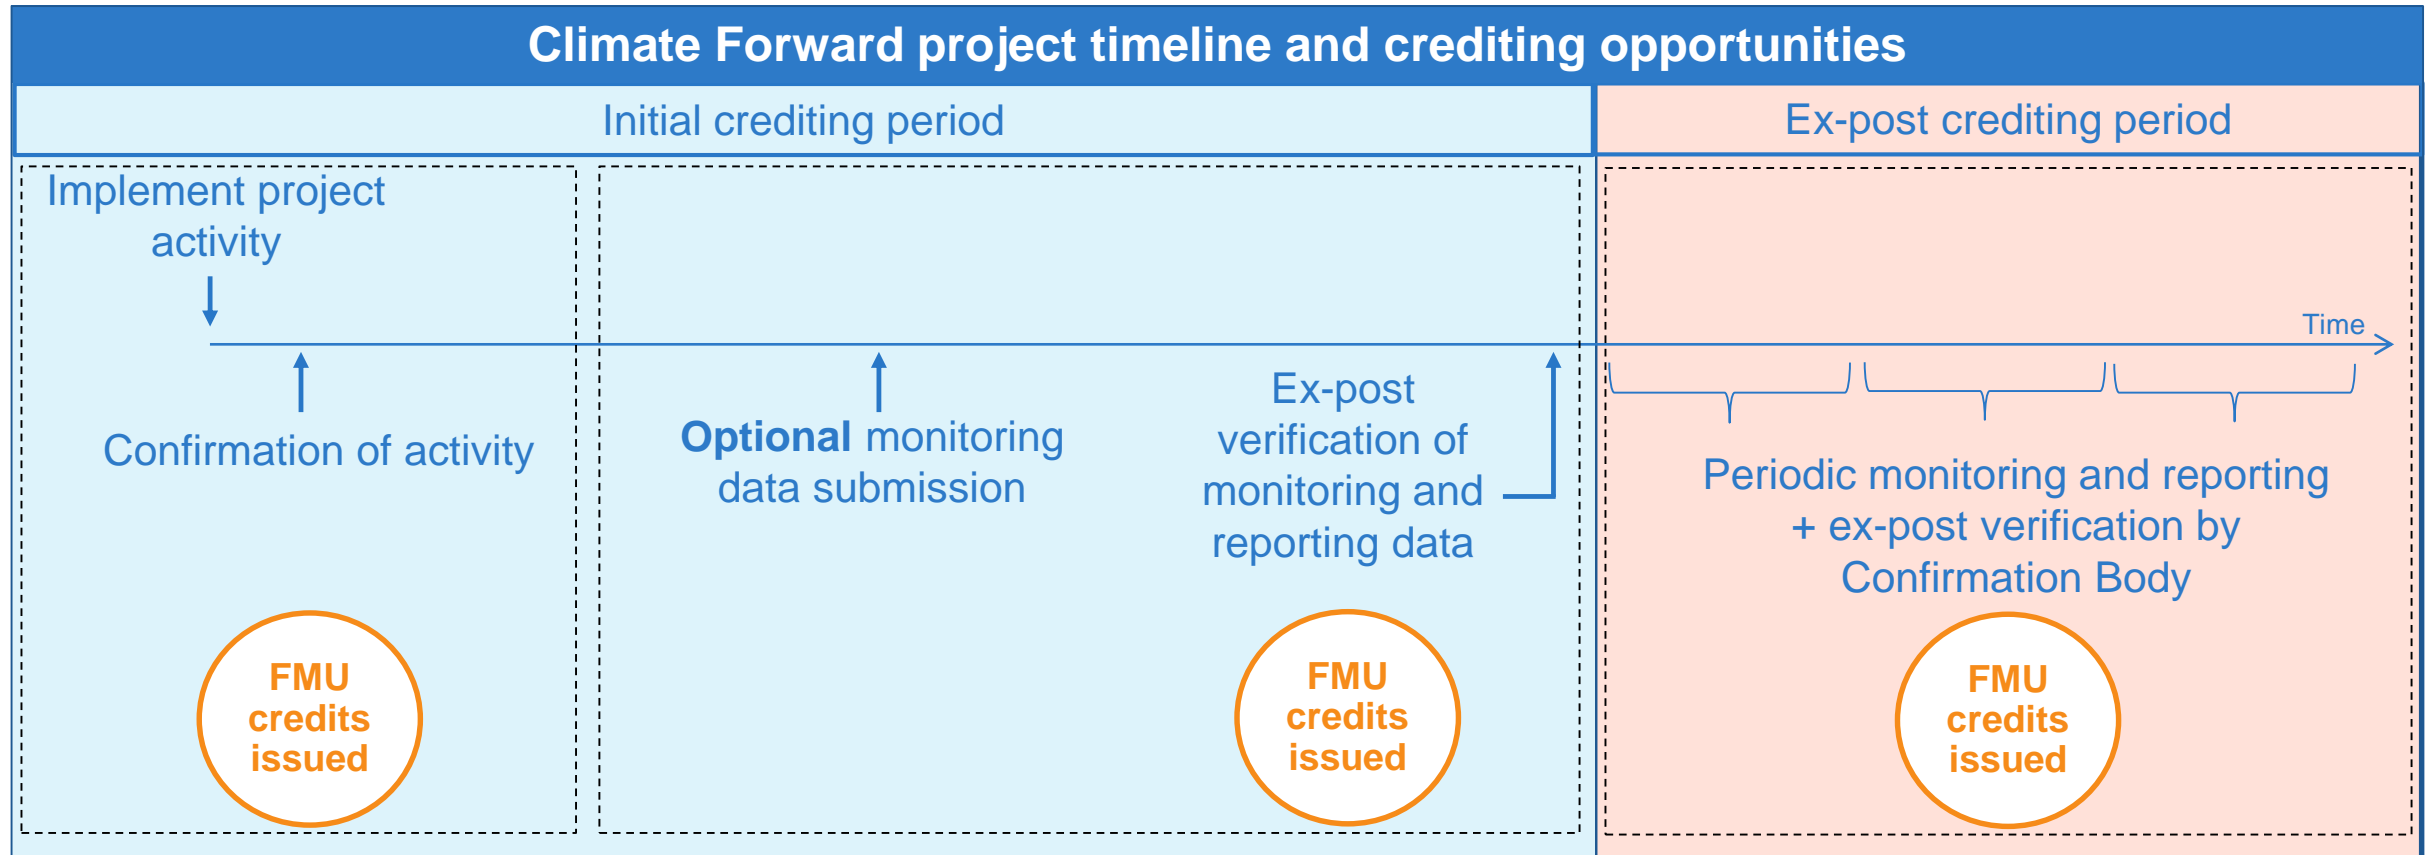 Climate Forward project timeline and crediting opportunities
Initial crediting period
Ex-post crediting period
Implement project
activity
Time
Confirmation of activity
Optional monitoring
data submission
Ex-post
verification of
monitoring and
reporting data
Periodic monitoring and reporting
+ ex-post verification by
Confirmation Body
FMU
credits
issued
FMU
credits
issued
FMU
credits
issued